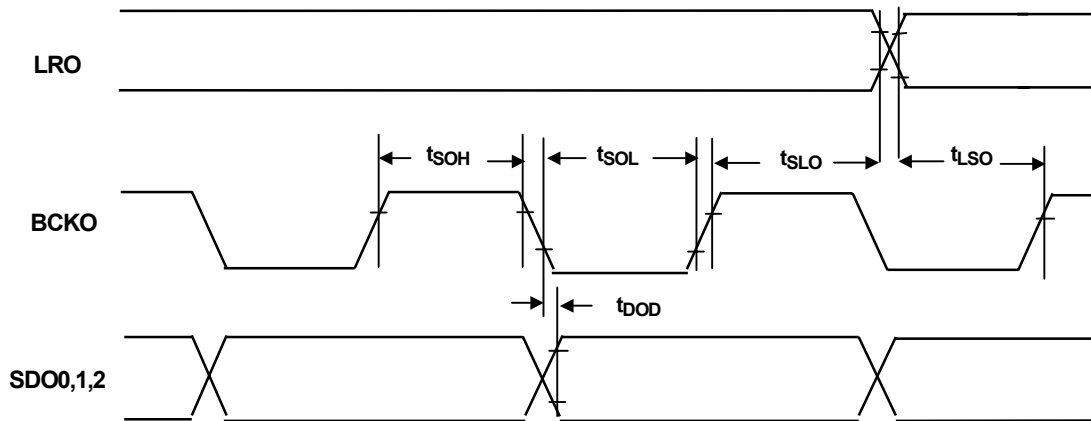 LRO
tSOH
tSOL
tSLO
tLSO
BCKO
tDOD
SDO0,1,2